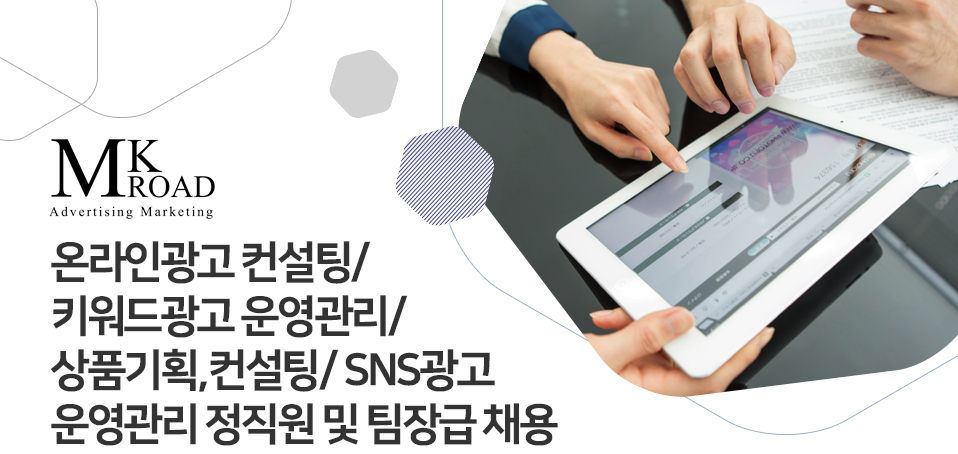 MK
ROAD
Advertising Marketing
온라인광고 컨설팅/
키워드광고 운영관리/
상품기획,컨설팅/ SNS광고
운영관리 정직원 및 팀장급 채용